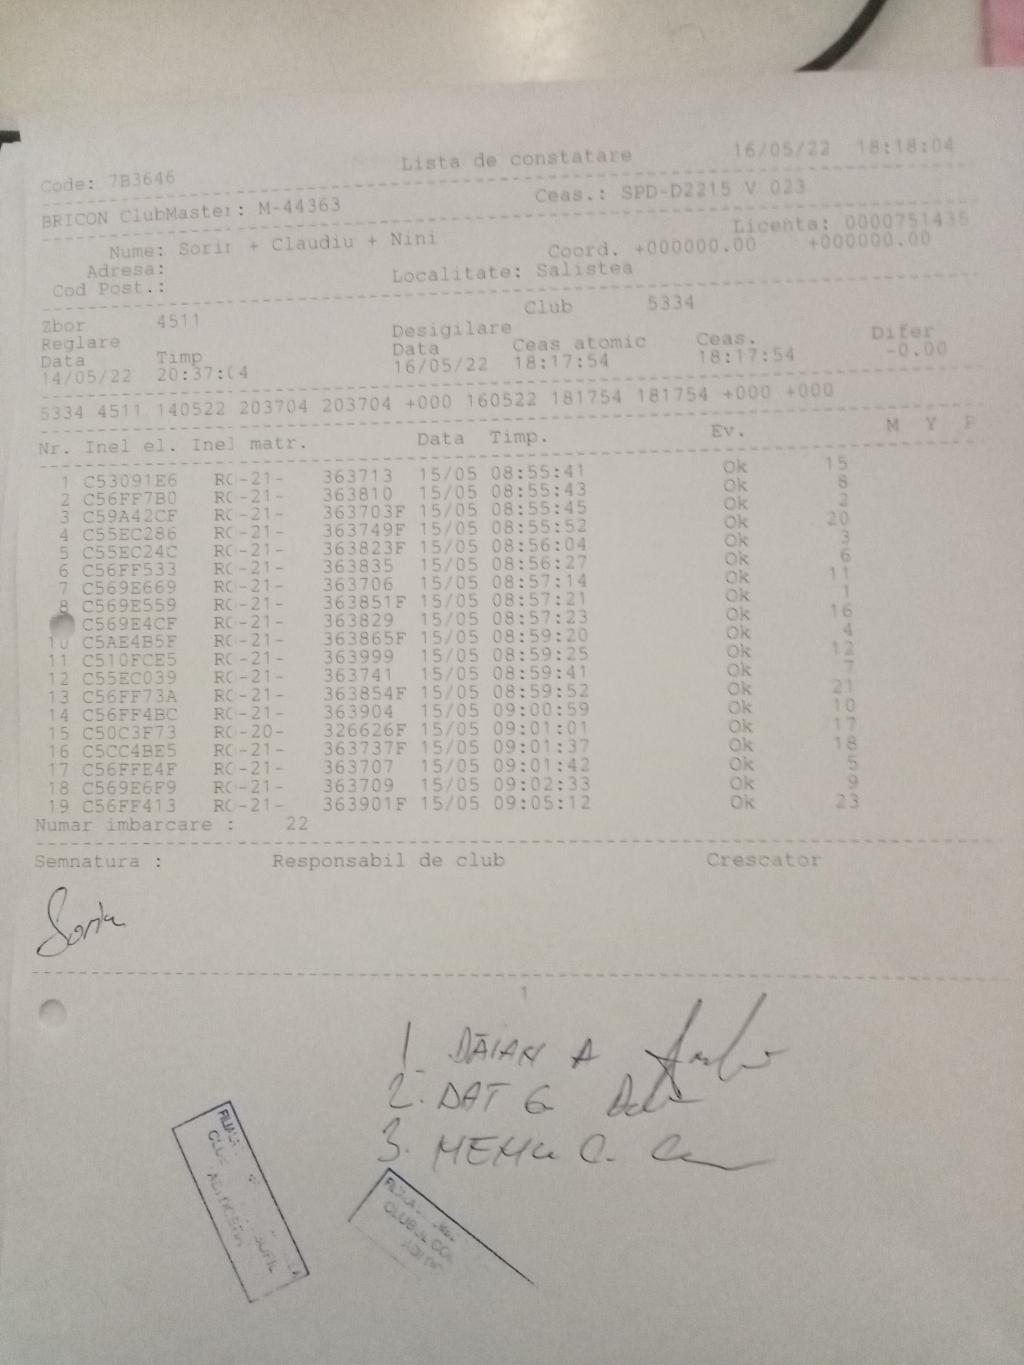 Lista de constatare 16/05/22 18:18:04
Code: 7B3646
BRICON ClubMaster: M-44363 Ceas.: SPD-D2215 V 023
Licenta: 0000751436
Nume: Sorin + Claudiu + Nini Coord. +000000.00 +000000.00
Adresa: Localitate: Salistea
Cod Post.:
Zbor 4511 Club 5334
Reglare Desigilare
Data Timp Data Ceas atomic Ceas. Difer
14/05/22 20:37:04 16/05/22 18:17:54 18:17:54 -0.00
5334 4511 140522 203704 203704 +000 160522 181754 181754 +000 +000
Nr. Inel el. Inel matr. Data Timp. Ev. M Y P
1 C53091E6 RO-21- 363713 15/05 08:55:41 Ok 15
2 C56FF7B0 RO-21- 363810 15/05 08:55:43 Ok 8
3 C59A42CF RO-21- 363703F 15/05 08:55:45 Ok 2
4 C55EC286 RO-21- 363749F 15/05 08:55:52 Ok 20
5 C55EC24C RO-21- 363823F 15/05 08:56:04 Ok 3
6 C56FF533 RO-21- 363835 15/05 08:56:27 Ok 6
7 C569E669 RO-21- 363706 15/05 08:57:14 Ok 11
8 C569E559 RO-21- 363851F 15/05 08:57:21 Ok 1
C569E4CF RO-21- 363829 15/05 08:57:23 Ok 16
10 C5AE4B5F RO-21- 363865F 15/05 08:59:20 Ok 4
11 C510FCE5 RO-21- 363999 15/05 08:59:25 Ok 12
12 C55EC039 RO-21- 363741 15/05 08:59:41 Ok 7
13 C56FF73A RO-21- 363854F 15/05 08:59:52 Ok 21
14 C56FF4BC RO-21- 363904 15/05 09:00:59 Ok 10
15 C50C3F73 RO-20- 326626F 15/05 09:01:01 Ok 17
16 C5CC4BE5 RO-21- 363737F 15/05 09:01:37 Ok 18
17 C56FFE4F RO-21- 363707 15/05 09:01:42 Ok 5
18 C569E6F9 RO-21- 363709 15/05 09:02:33 Ok 9
19 C56FF413 RO-21- 363901F 15/05 09:05:12 Ok 23
Numar imbarcare : 22
Semnatura : Responsabil de club Crescator
Sorin
1
1. DĂIAN A
2. DAT G
3. MEMU C.